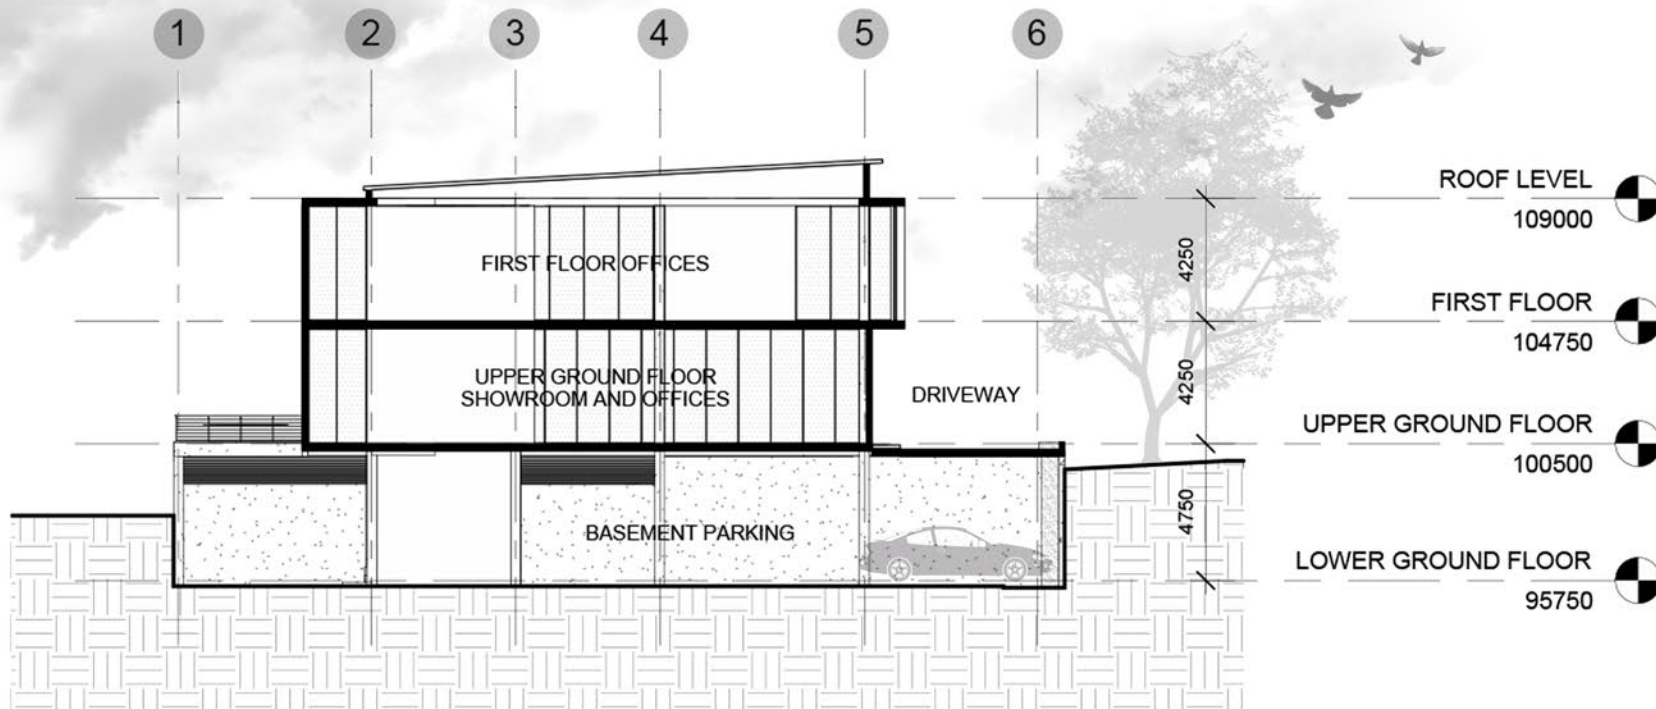 1 2 3 4 5 6
ROOF LEVEL
109000
4250
FIRST FLOOR OFFICES
FIRST FLOOR
104750
4250
UPPER GROUND FLOOR
SHOWROOM AND OFFICES
DRIVEWAY
UPPER GROUND FLOOR
100500
4750
BASEMENT PARKING
LOWER GROUND FLOOR
95750